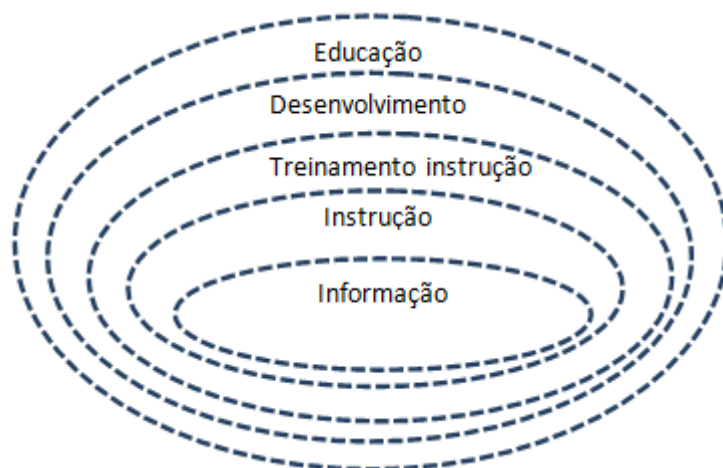 Educação
Desenvolvimento
Treinamento instrução
Instrução
Informação